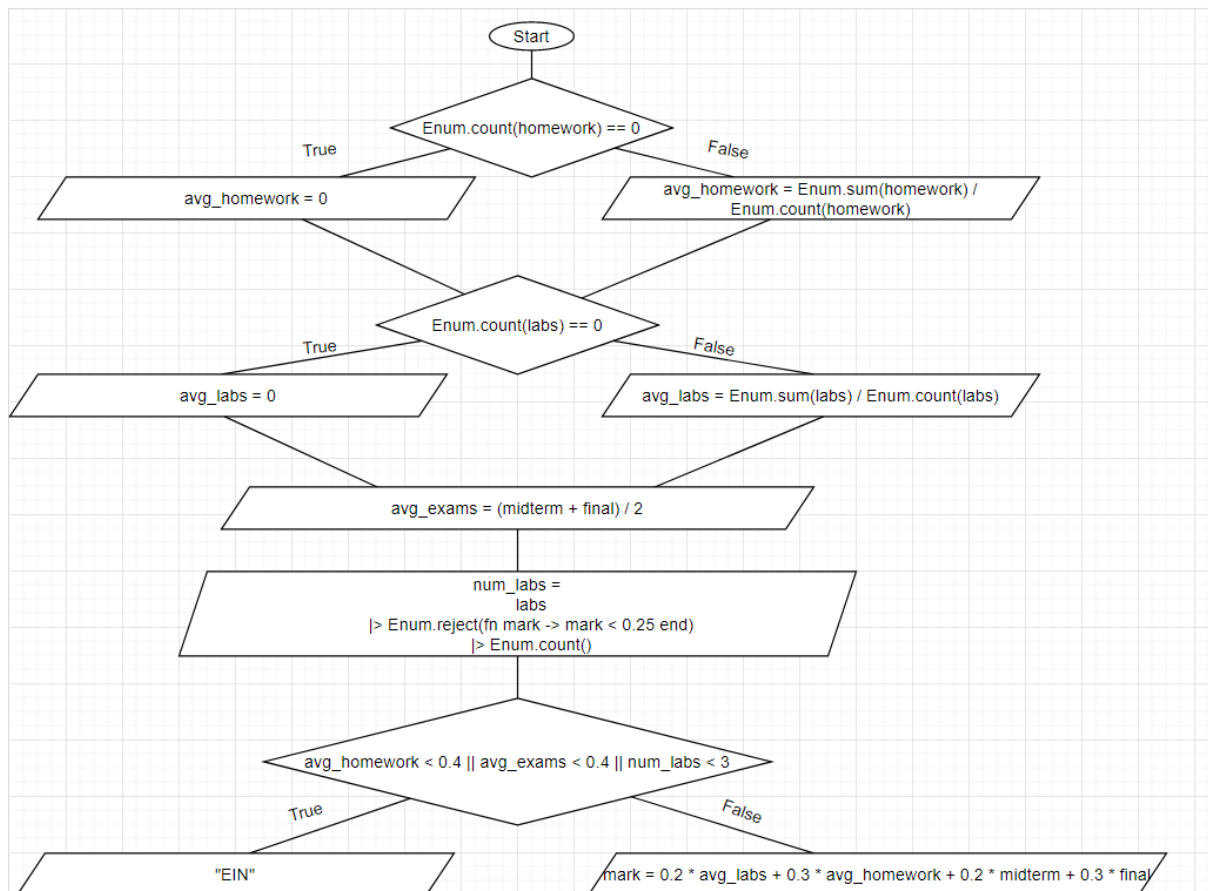 Start
Enum.count(homework) == 0
True
False
avg_homework = 0
avg_homework = Enum.sum(homework) /
Enum.count(homework)
Enum.count(labs) == 0
True
False
avg_labs = 0
avg_labs = Enum.sum(labs) / Enum.count(labs)
avg_exams = (midterm + final) / 2
num_labs =
labs
|> Enum.reject(fn mark -> mark < 0.25 end)
|> Enum.count()
avg_homework < 0.4 || avg_exams < 0.4 || num_labs < 3
True
False
"EIN"
mark = 0.2 * avg_labs + 0.3 * avg_homework + 0.2 * midterm + 0.3 * final